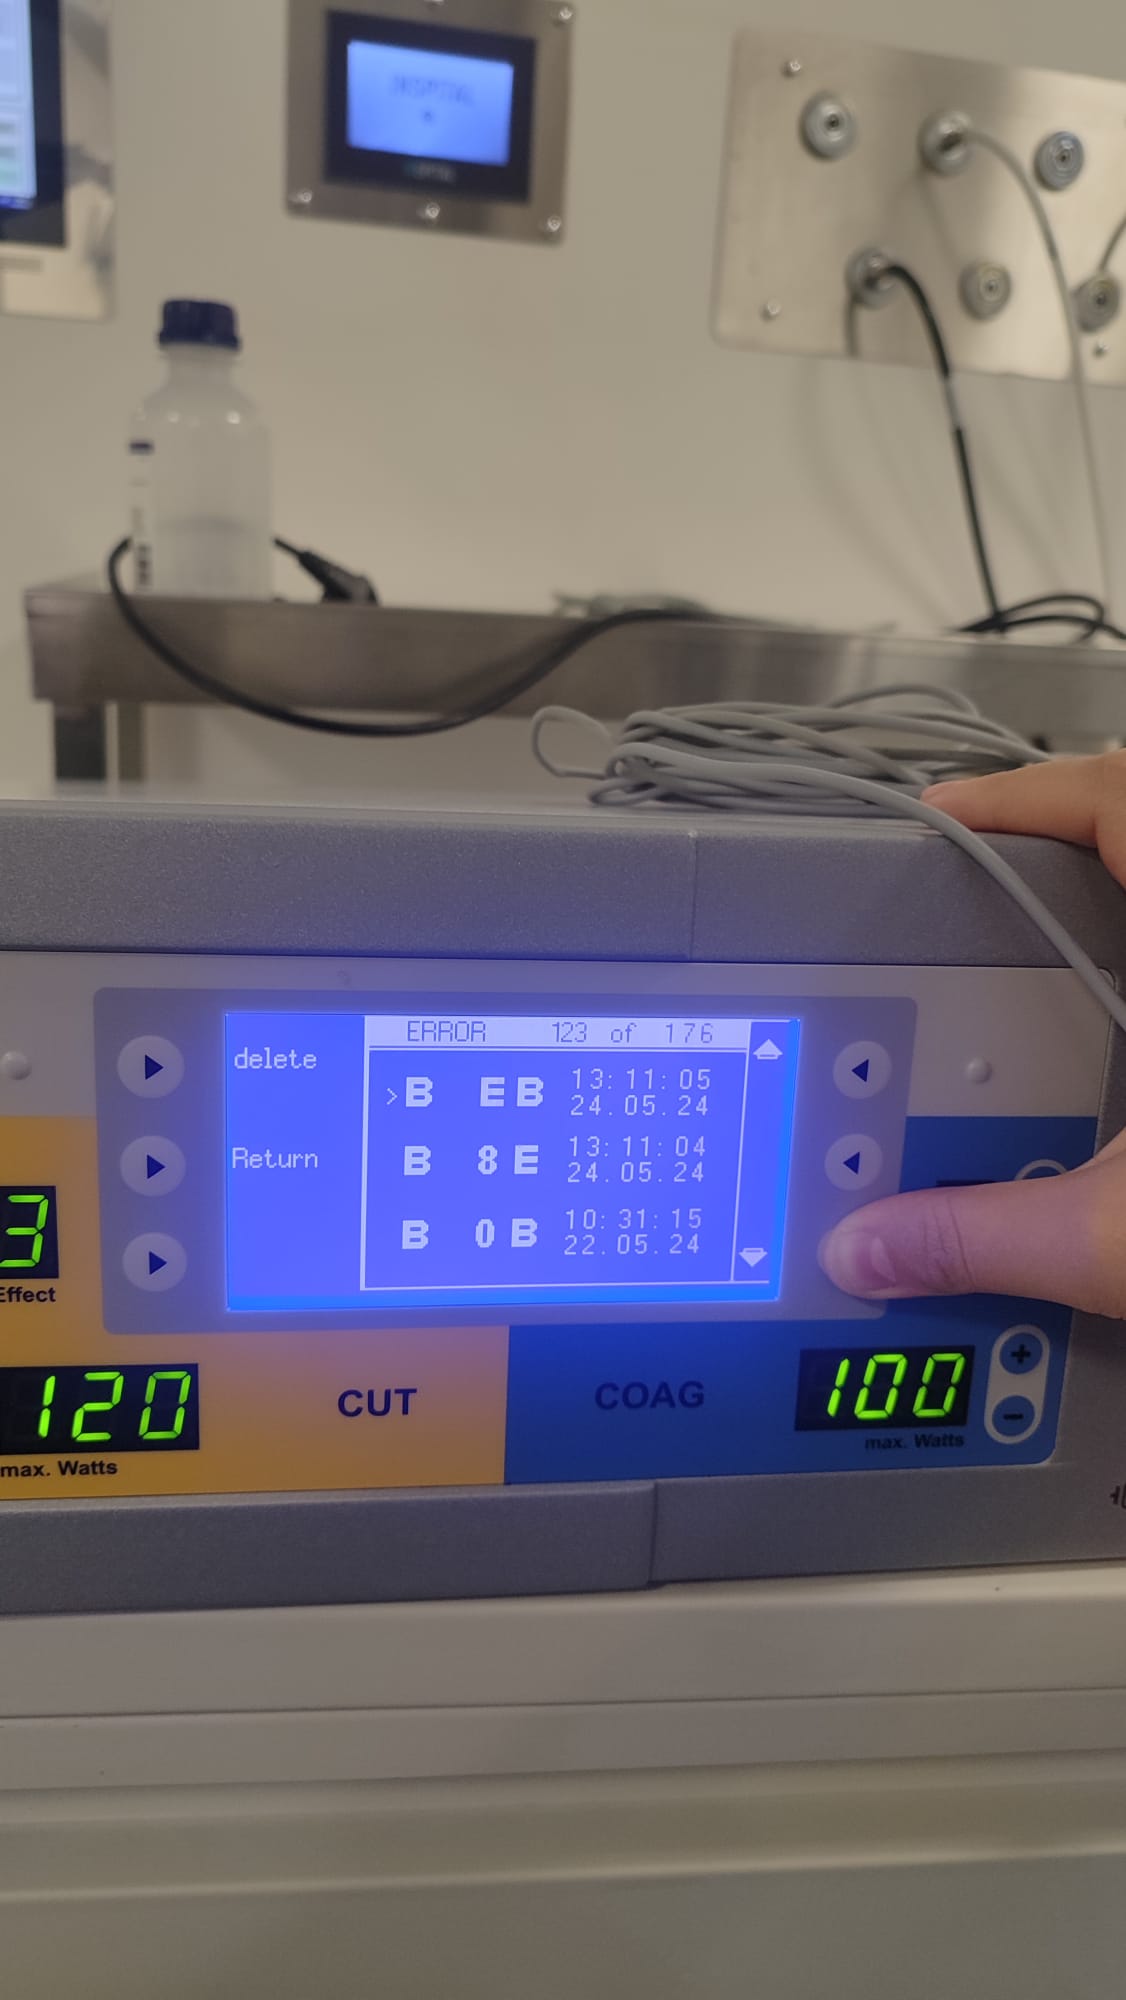 ERROR 123 of 176
delete
>B EB 13:11:05
24.05.24
Return
B 8E 13:11:04
24.05.24
B 0B 10:31:15
22.05.24
3
Effect
120
CUT
COAG
100
+
-
max. Watts
max. Watts